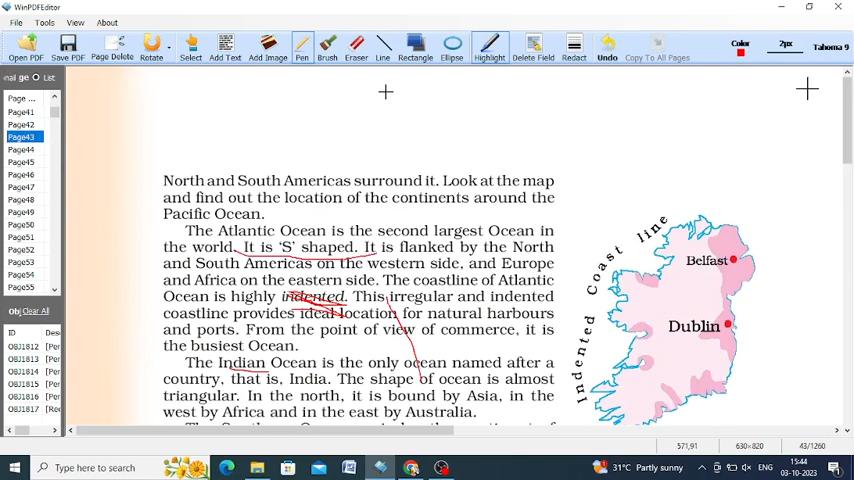 WinPDFEditor
File Tools View About
Open PDF Save PDF Page Delete Rotate Select Add Text Add Image Pen Brush Eraser Line Rectangle Ellipse Highlight Delete Field Redact Undo Copy To All Pages Color 2px Tahoma 9
nal ge List
Page ...
Page41
Page42
Page43
Page44
Page45
Page46
Page47
Page48
Page49
Page50
Page51
Page52
Page53
Page54
Page55
Obj Clear All
ID Des
OBJ1812 [Rec
OBJ1813 [Pe
OBJ1814 [Pe
OBJ1815 [Pe
OBJ1816 [Pe
OBJ1817 [Rec
North and South Americas surround it. Look at the map
and find out the location of the continents around the
Pacific Ocean.
The Atlantic Ocean is the second largest Ocean in
the world. It is ‘S’ shaped. It is flanked by the North
and South Americas on the western side, and Europe
and Africa on the eastern side. The coastline of Atlantic
Ocean is highly indented. This irregular and indented
coastline provides ideal location for natural harbours
and ports. From the point of view of commerce, it is
the busiest Ocean.
The Indian Ocean is the only ocean named after a
country, that is, India. The shape of ocean is almost
triangular. In the north, it is bound by Asia, in the
west by Africa and in the east by Australia.
Indented Coast line
Belfast
Dublin
571,91 630×820 43/1260
Type here to search
31°C Partly sunny
ENG
15:44
03-10-2023